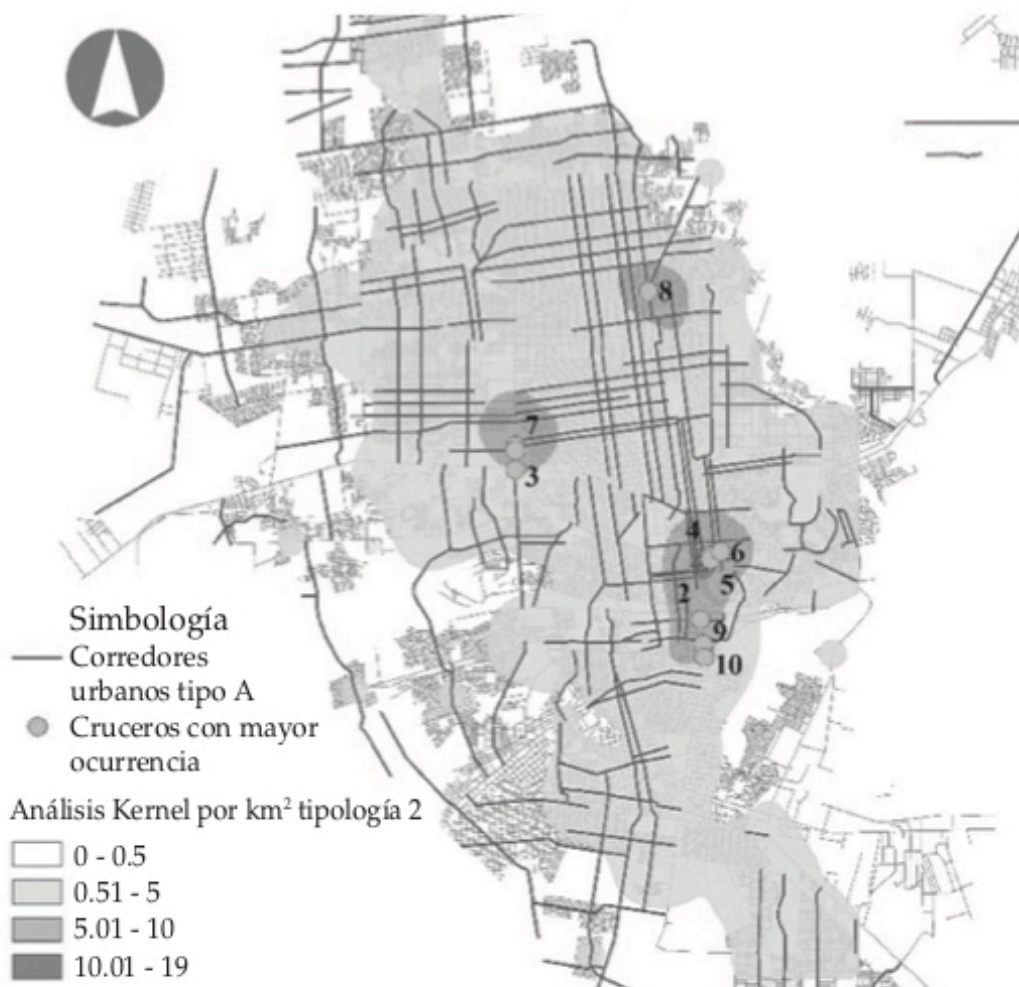 8
7
3
4
6
5
2
9
10
Simbología
Corredores
urbanos tipo A
Cruceros con mayor
ocurrencia
Análisis Kernel por km² tipología 2
0 - 0.5
0.51 - 5
5.01 - 10
10.01 - 19